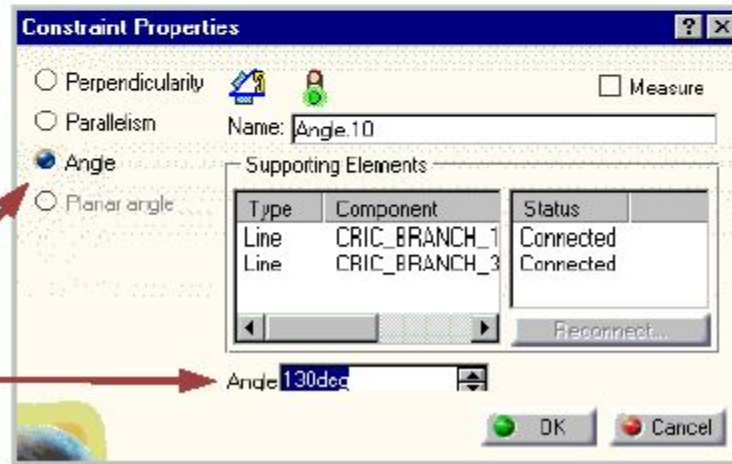 Constraint Properties
Perpendicularity
Parallelism
Angle
Planar angle
Measure
Name: Angle.10
Supporting Elements
Type Component Status
Line CRIC_BRANCH_1 Connected
Line CRIC_BRANCH_3 Connected
Reconnect...
Angle 130deg
OK Cancel